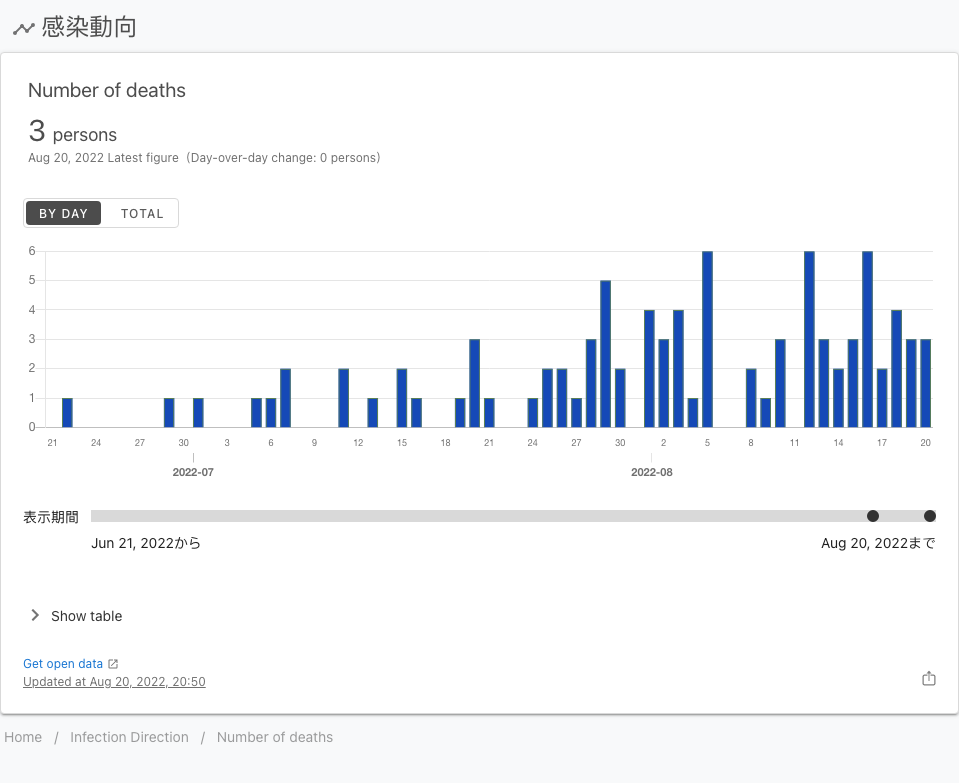 感染動向
Number of deaths
3 persons
Aug 20, 2022 Latest figure (Day-over-day change: 0 persons)
BY DAY TOTAL
6
5
4
3
2
1
0
21 24 27 30 3 6 9 12 15 18 21 24 27 30 2 5 8 11 14 17 20
2022-07 2022-08
表示期間
Jun 21, 2022から Aug 20, 2022まで
Show table
Get open data
Updated at Aug 20, 2022, 20:50
Home / Infection Direction / Number of deaths